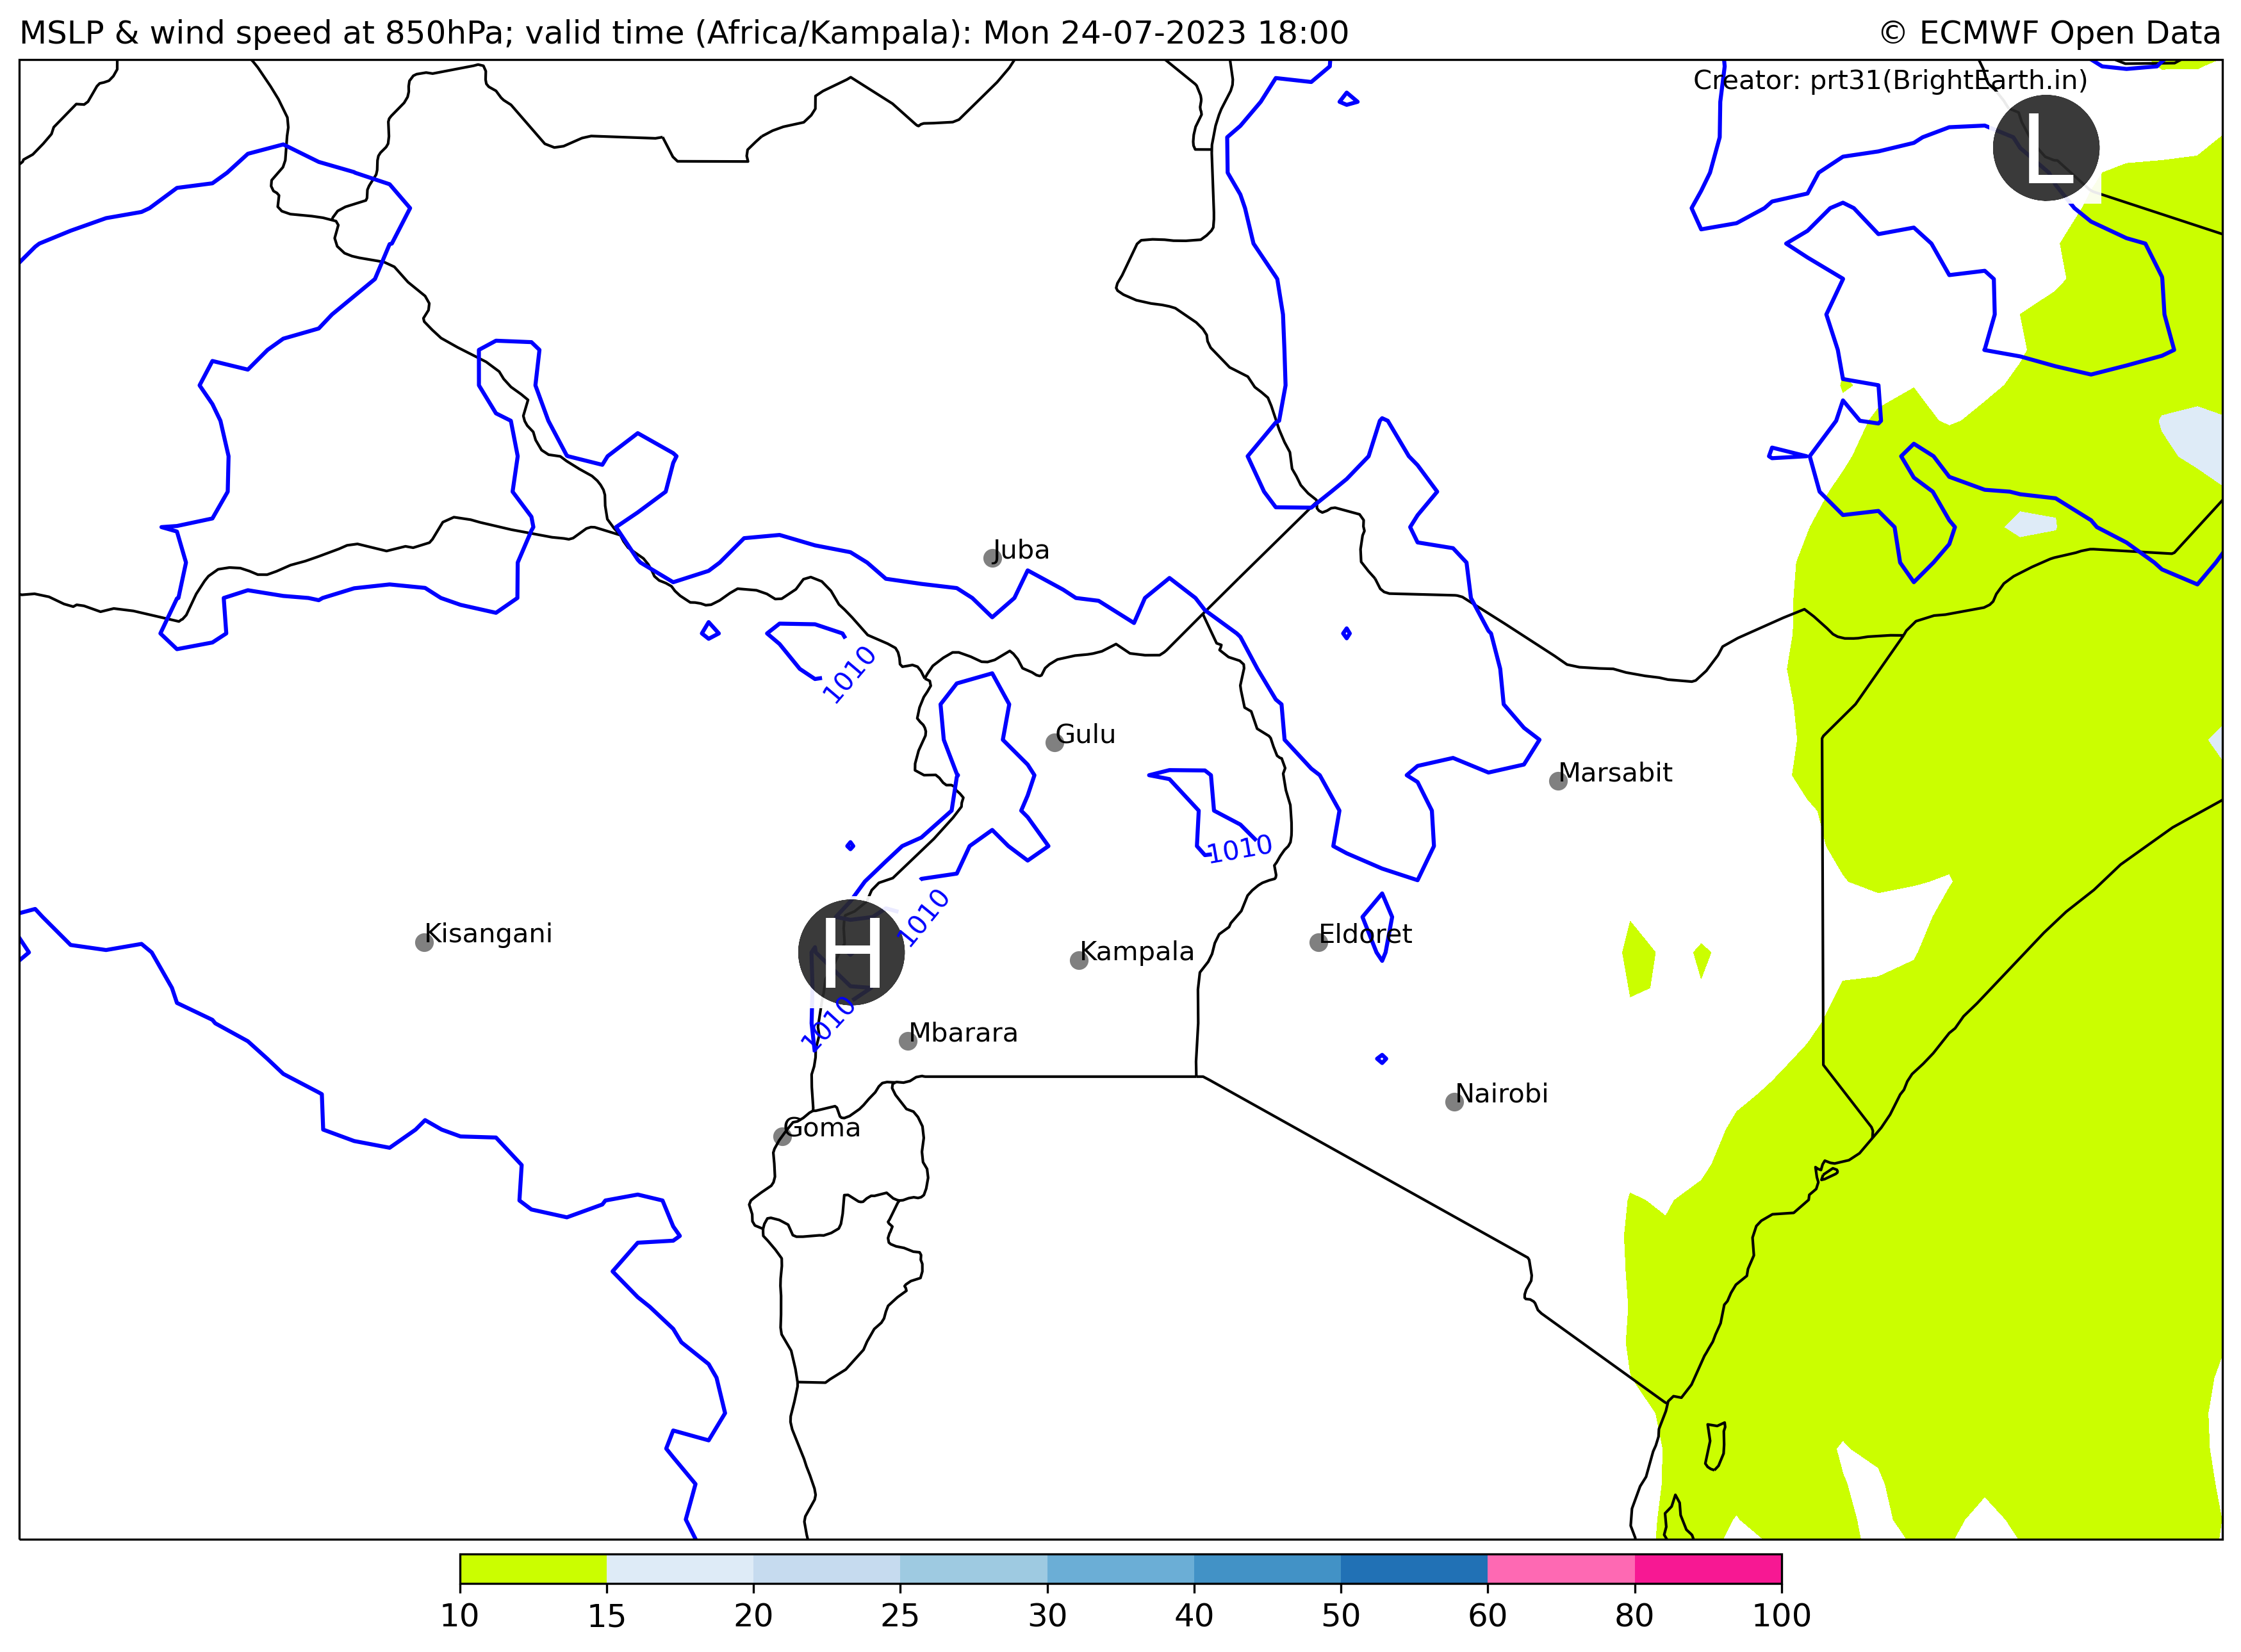 MSLP & wind speed at 850hPa; valid time (Africa/Kampala): Mon 24-07-2023 18:00
© ECMWF Open Data
Creator: prt31(BrightEarth.in)
L
Juba
1010
Gulu
Marsabit
1010
1010
Kisangani
Eldoret
H
Kampala
1010
Mbarara
Nairobi
Goma
10 15 20 25 30 40 50 60 80 100